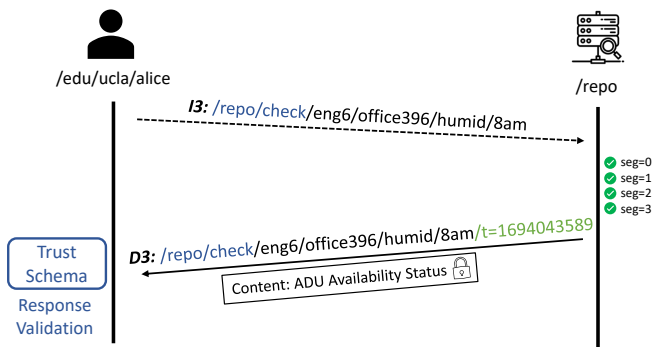 /edu/ucla/alice
/repo
I3: /repo/check/eng6/office396/humid/8am
seg=0
seg=1
seg=2
seg=3
D3: /repo/check/eng6/office396/humid/8am/t=1694043589
Content: ADU Availability Status
Trust
Schema
Response
Validation